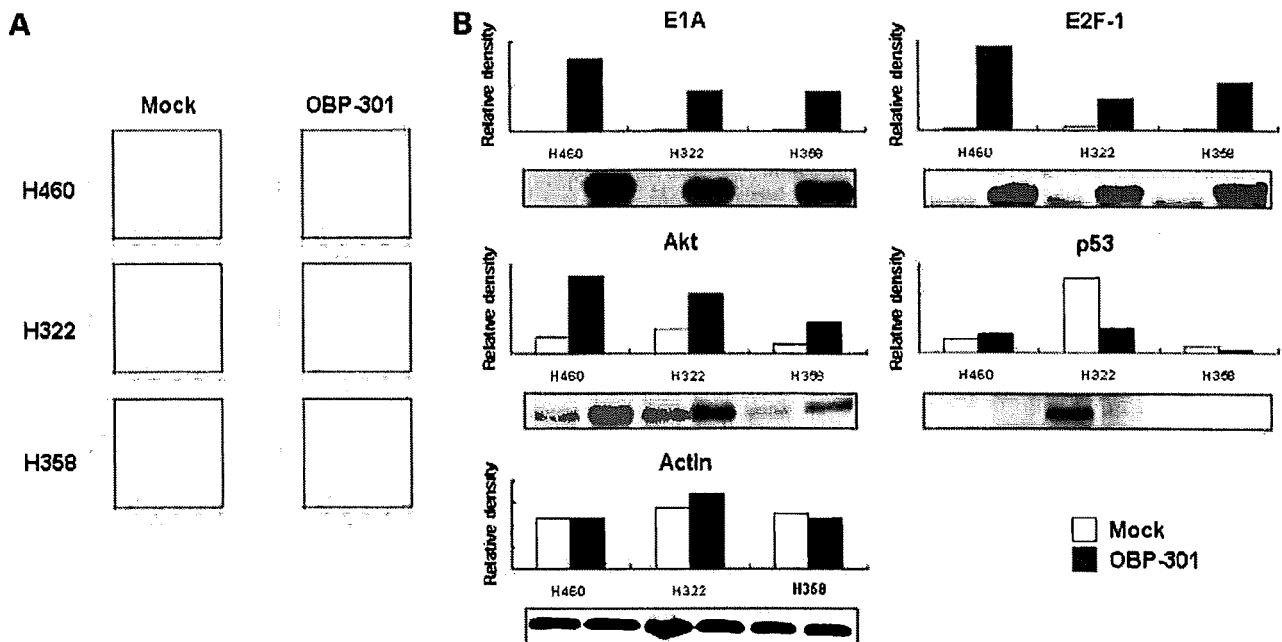 A
Mock
OBP-301
H460
H322
H358
B
E1A
Relative density
H460
H322
H358
E2F-1
Relative density
H460
H322
H358
Akt
Relative density
H460
H322
H358
p53
Relative density
H460
H322
H358
Actin
Relative density
H460
H322
H358
Mock
OBP-301